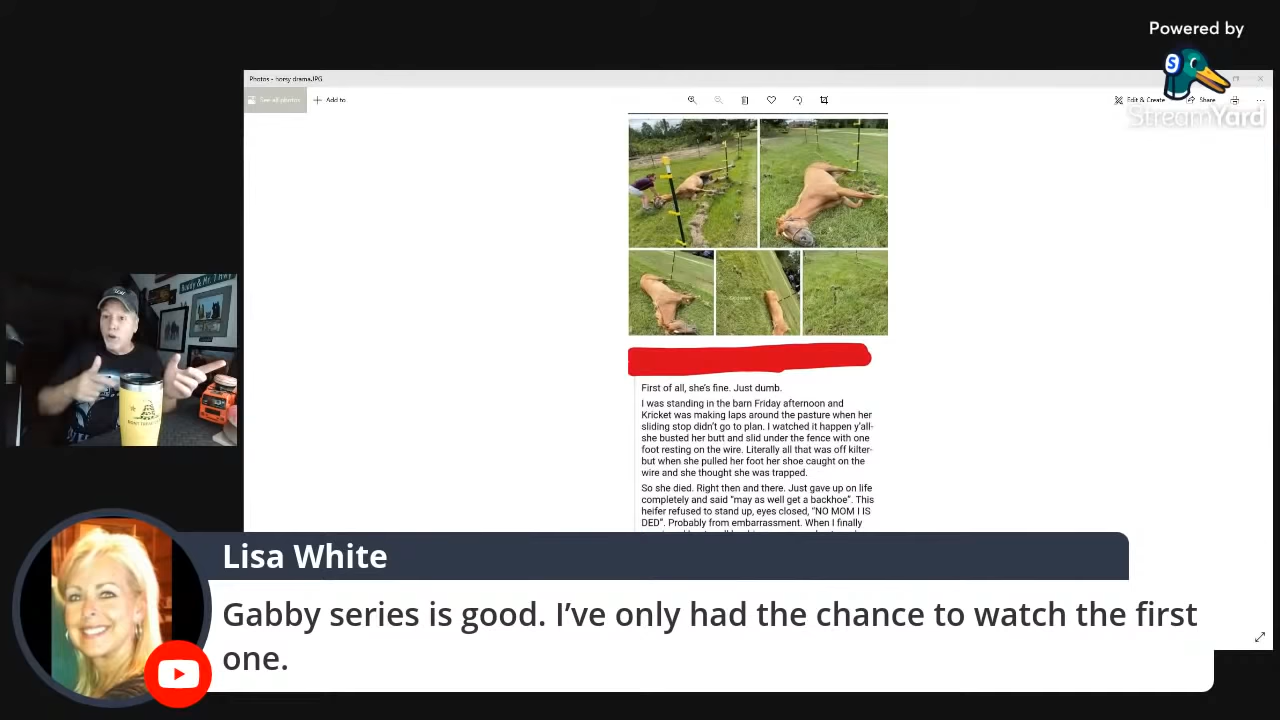 Powered by
StreamYard
Photos - horsy drama.JPG
See all photos
Add to
Edit & Create
Share
First of all, she's fine. Just dumb.
I was standing in the barn Friday afternoon and
Kricket was making laps around the pasture when her
sliding stop didn't go to plan. I watched it happen y'all-
she busted her butt and slid under the fence with one
foot resting on the wire. Literally all that was off kilter-
but when she pulled her foot her shoe caught on the
wire and she thought she was trapped.
So she died. Right then and there. Just gave up on life
completely and said "may as well get a backhoe". This
heifer refused to stand up, eyes closed, "NO MOM I IS
DED". Probably from embarrassment. When I finally
Lisa White
Gabby series is good. I've only had the chance to watch the first
one.